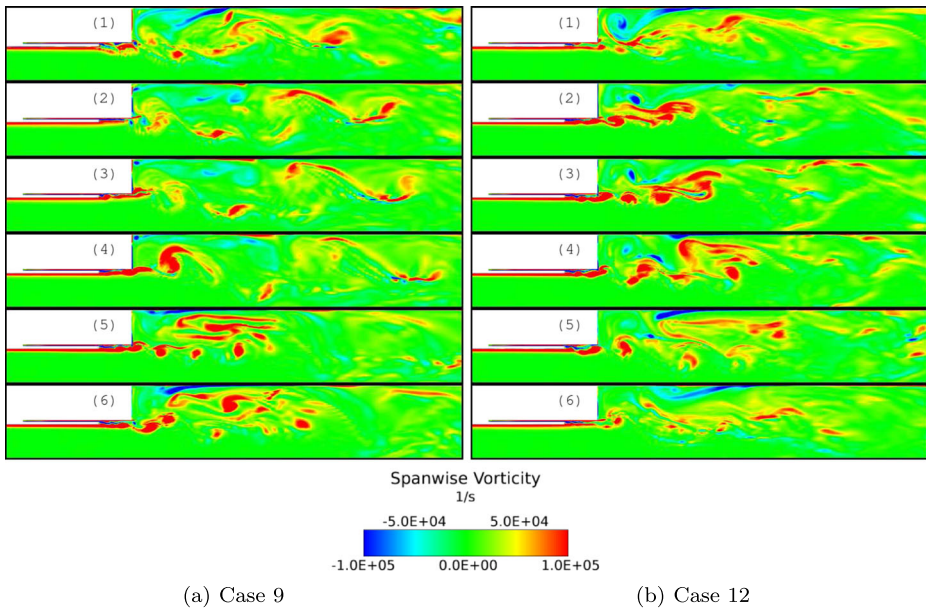 (1) (1)
(2) (2)
(3) (3)
(4) (4)
(5) (5)
(6) (6)
Spanwise Vorticity
1/s
-5.0E+04 5.0E+04
-1.0E+05 0.0E+00 1.0E+05
(a) Case 9 (b) Case 12